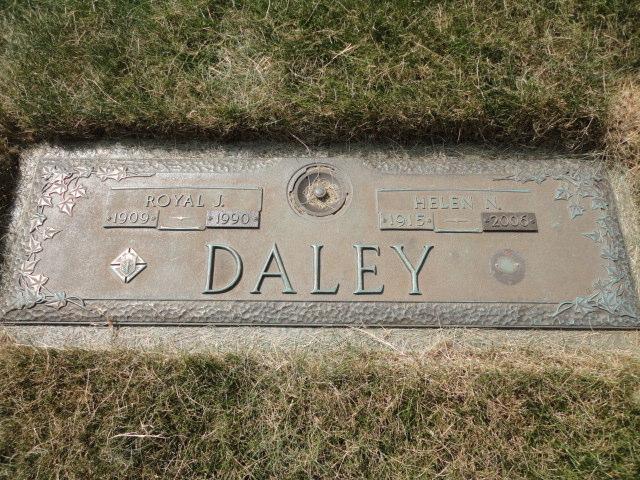 ROYAL J.
1909 1990
HELEN N.
1915 2006
DALEY